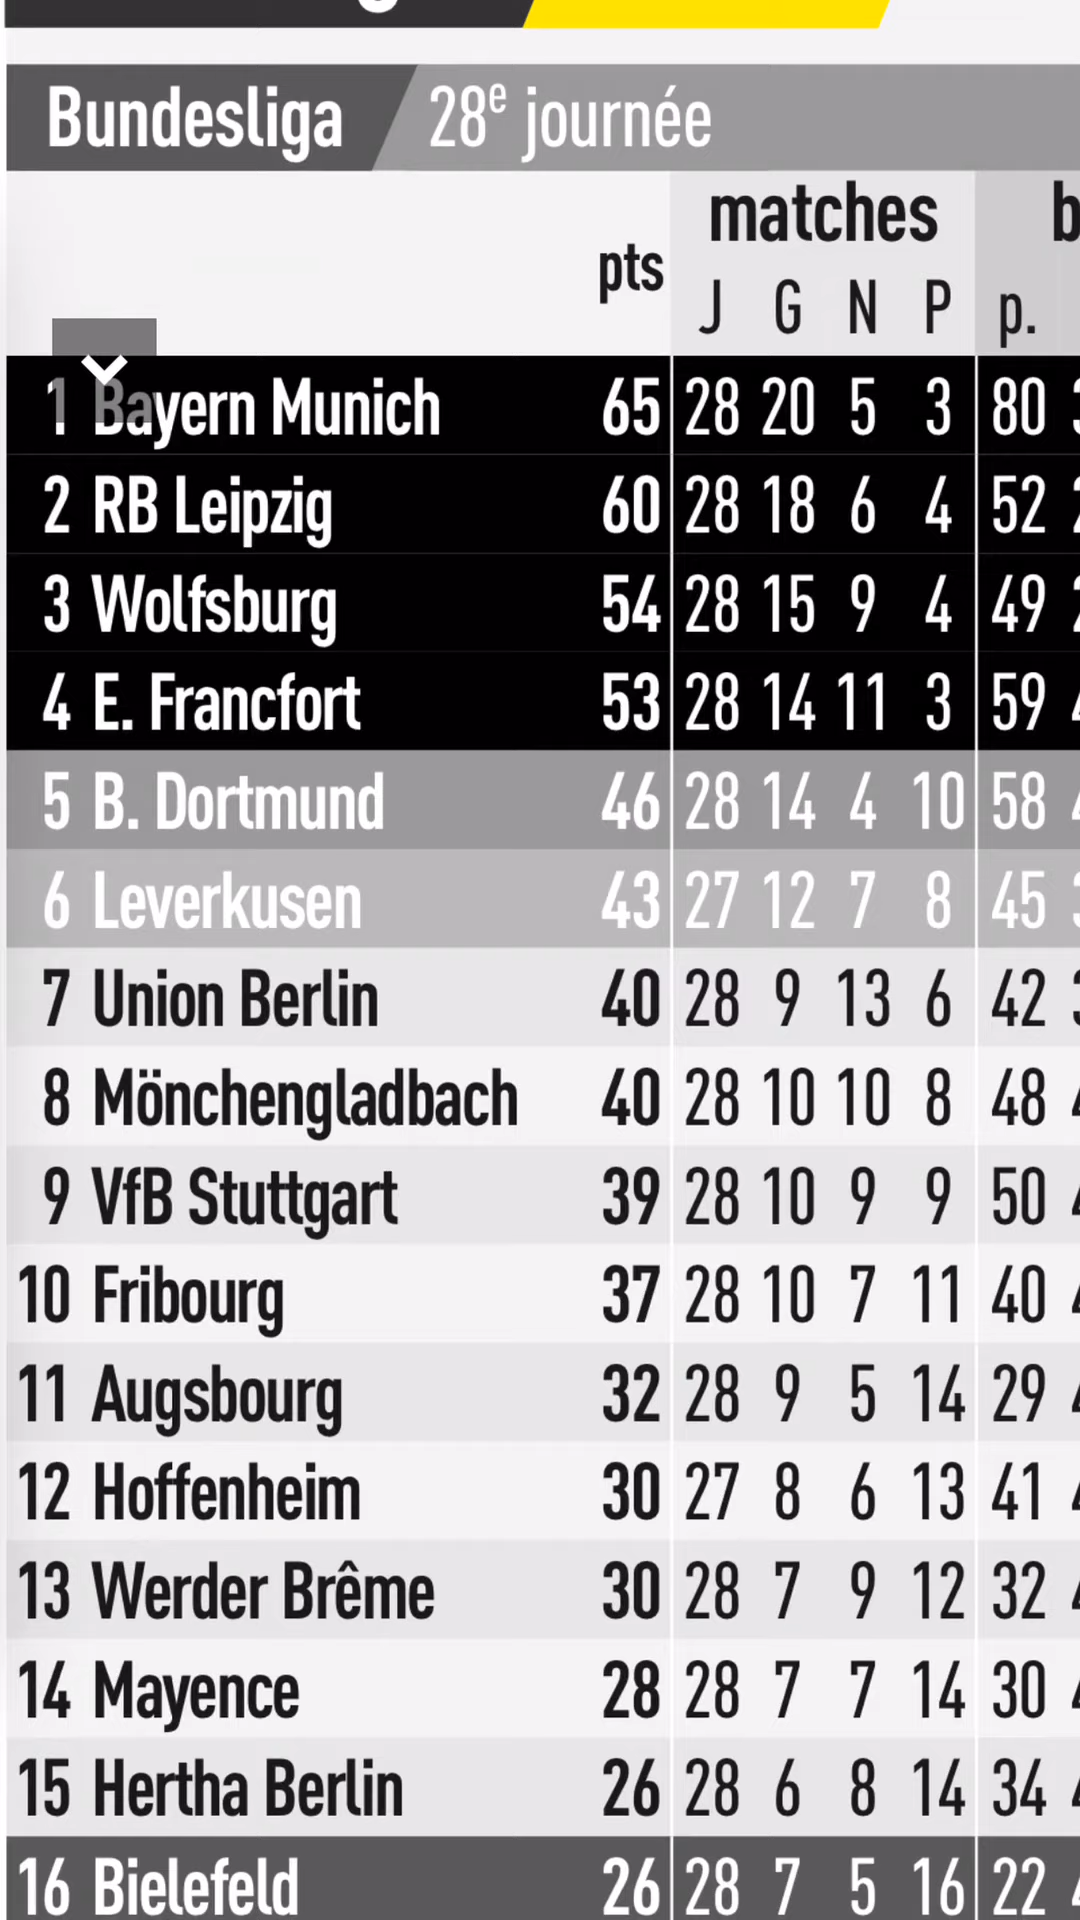 Bundesliga 28e journée
matches b
pts J G N P p.
1 Bayern Munich 65 28 20 5 3 80
2 RB Leipzig 60 28 18 6 4 52
3 Wolfsburg 54 28 15 9 4 49
4 E. Francfort 53 28 14 11 3 59
5 B. Dortmund 46 28 14 4 10 58
6 Leverkusen 43 27 12 7 8 45
7 Union Berlin 40 28 9 13 6 42
8 Mönchengladbach 40 28 10 10 8 48
9 VfB Stuttgart 39 28 10 9 9 50
10 Fribourg 37 28 10 7 11 40
11 Augsbourg 32 28 9 5 14 29
12 Hoffenheim 30 27 8 6 13 41
13 Werder Brême 30 28 7 9 12 32
14 Mayence 28 28 7 7 14 30
15 Hertha Berlin 26 28 6 8 14 34
16 Bielefeld 26 28 7 5 16 22